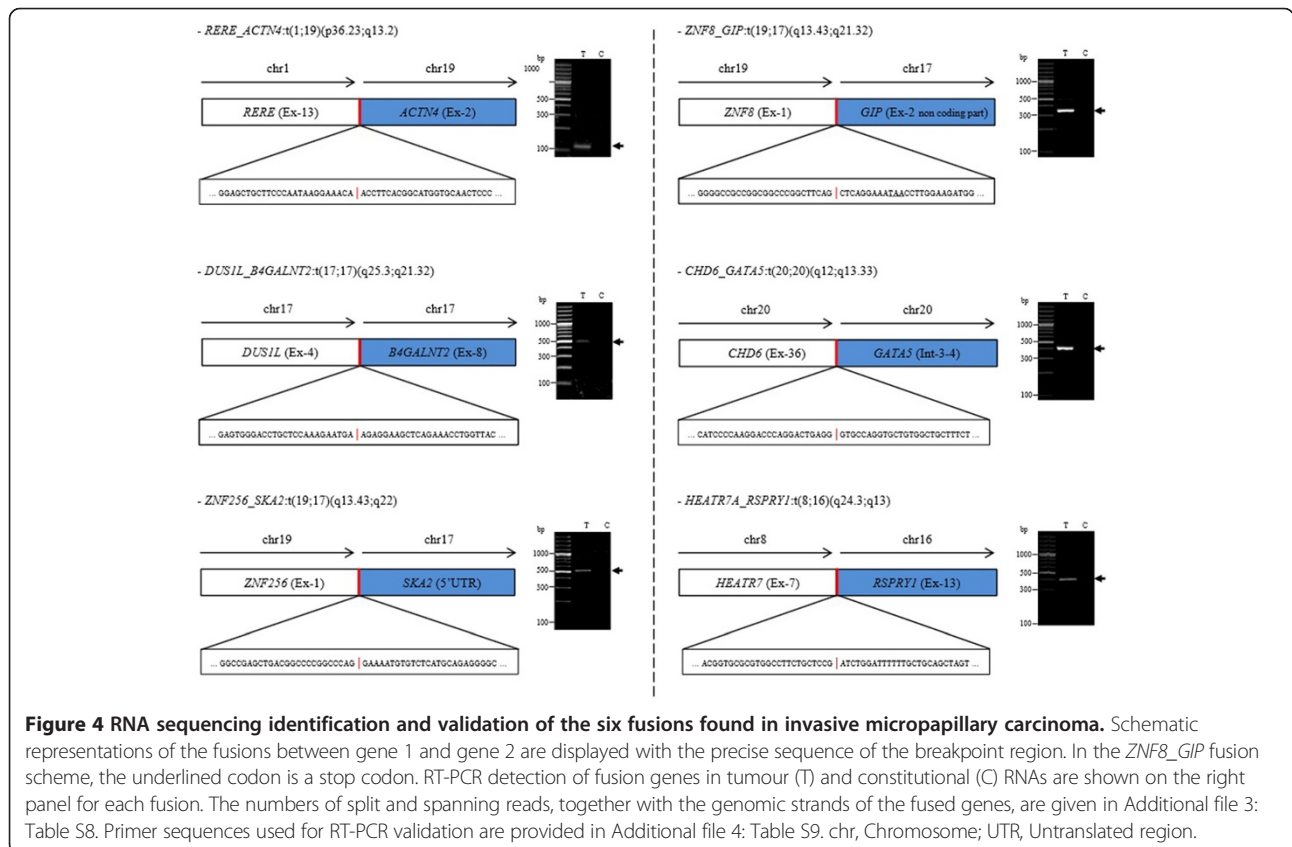 - RERE_ACTN4:t(1;19)(p36.23;q13.2)
chr1
chr19
RERE (Ex-13)
ACTN4 (Ex-2)
... GGAGCTGCTTCCCAATAAGGAAACA | ACCTTCACGGCATGGTGCAACTCCC ...
bp
T C
1000
500
300
100
- DUS1L_B4GALNT2:t(17;17)(q25.3;q21.32)
chr17
chr17
DUS1L (Ex-4)
B4GALNT2 (Ex-8)
... GAGTGGGACCTGCTCCAAAGAATGA | AGAGGAAGCTCAGAAACCTGGTTAC ...
bp
T C
1000
500
300
100
- ZNF256_SKA2:t(19;17)(q13.43;q22)
chr19
chr17
ZNF256 (Ex-1)
SKA2 (5'UTR)
... GGCCGAGCTGACGGCCCCGGCCCAG | GAAAATGTGTCTCATGCAGAGGGGC ...
bp
T C
1000
500
300
100
- ZNF8_GIP:t(19;17)(q13.43;q21.32)
chr19
chr17
ZNF8 (Ex-1)
GIP (Ex-2 non coding part)
... GGGGCCGCCGGCGGCCCGGCTTCAG | CTCAGGAAATAACCTTGGAAGATGG ...
bp
T C
1000
500
300
100
- CHD6_GATA5:t(20;20)(q12;q13.33)
chr20
chr20
CHD6 (Ex-36)
GATA5 (Int-3-4)
... CATCCCCAAGGACCCAGGACTGAGG | GTGCCAGGTGCTGTGGCTGCTTTCT ...
bp
T C
1000
500
300
100
- HEATR7A_RSPRY1:t(8;16)(q24.3;q13)
chr8
chr16
HEATR7 (Ex-7)
RSPRY1 (Ex-13)
... ACGGTGCGCGTGGCCTTCTGCTCCG | ATCTGGATTTTTTGCTGCAGCTAGT ...
bp
T C
1000
500
300
100
Figure 4 RNA sequencing identification and validation of the six fusions found in invasive micropapillary carcinoma. Schematic
representations of the fusions between gene 1 and gene 2 are displayed with the precise sequence of the breakpoint region. In the ZNF8_GIP fusion
scheme, the underlined codon is a stop codon. RT-PCR detection of fusion genes in tumour (T) and constitutional (C) RNAs are shown on the right
panel for each fusion. The numbers of split and spanning reads, together with the genomic strands of the fused genes, are given in Additional file 3:
Table S8. Primer sequences used for RT-PCR validation are provided in Additional file 4: Table S9. chr, Chromosome; UTR, Untranslated region.